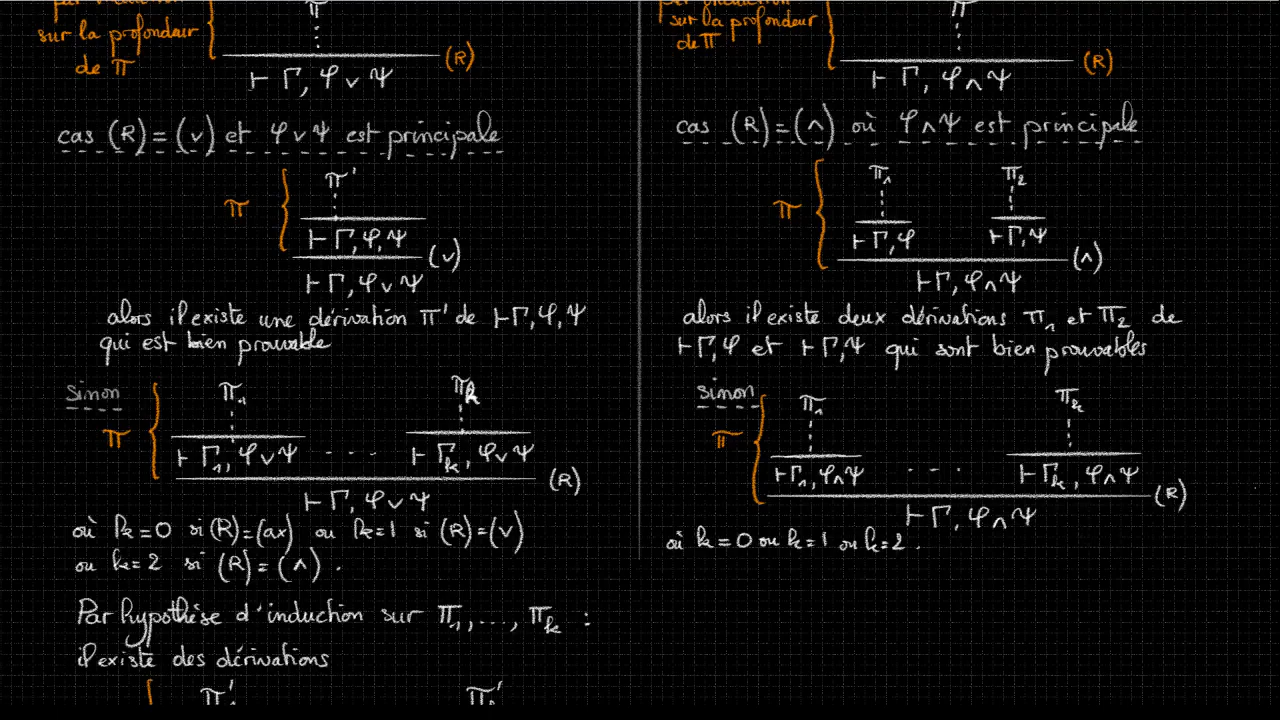 sur la profondeur
de π
π
(R)
⊢ Γ, φ ∨ ψ
cas (R) = (∨) et φ ∨ ψ est principale
π'
π
⊢ Γ, φ, ψ
(∨)
⊢ Γ, φ ∨ ψ
alors il existe une dérivation π' de ⊢ Γ, φ, ψ
qui est bien prouvable
sinon
π₁
πₖ
π
⊢ Γ₁, φ ∨ ψ . . . . ⊢ Γₖ, φ ∨ ψ
(R)
⊢ Γ, φ ∨ ψ
où k = 0 si (R) = (ax) ou k = 1 si (R) = (∨)
ou k = 2 si (R) = (∧) .
Par hypothèse d'induction sur π₁, ..., πₖ :
il existe des dérivations
π'₁
par induction
sur la profondeur
de π
(R)
⊢ Γ, φ ∧ ψ
cas (R) = (∧) où φ ∧ ψ est principale
π₁ π₂
π
⊢ Γ, φ ⊢ Γ, ψ
(∧)
⊢ Γ, φ ∧ ψ
alors il existe deux dérivations π₁ et π₂ de
⊢ Γ, φ et ⊢ Γ, ψ qui sont bien prouvables
sinon
π₁
πₖ
π
⊢ Γ₁, φ ∧ ψ . . . . ⊢ Γₖ, φ ∧ ψ
(R)
⊢ Γ, φ ∧ ψ
où k = 0 ou k = 1 ou k = 2 .